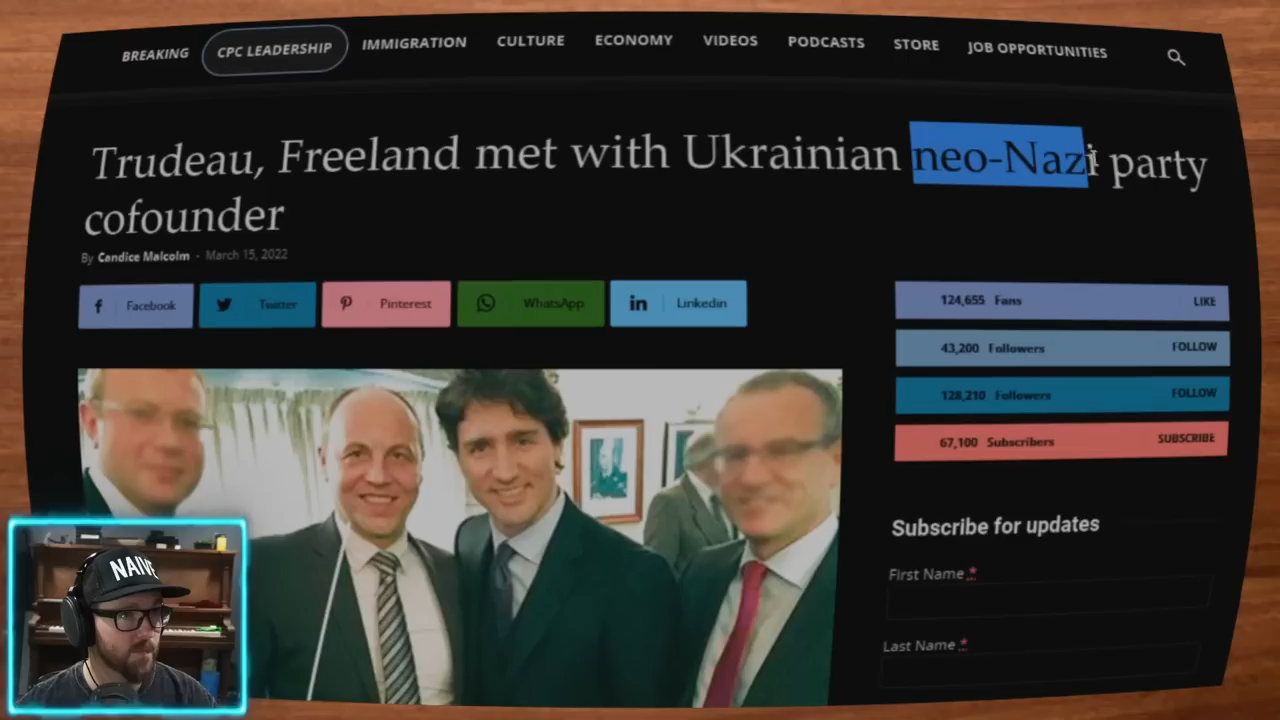 BREAKING CPC LEADERSHIP IMMIGRATION CULTURE ECONOMY VIDEOS PODCASTS STORE JOB OPPORTUNITIES
Trudeau, Freeland met with Ukrainian neo-Nazi party
cofounder
By Candice Malcolm - March 15, 2022
Facebook Twitter Pinterest WhatsApp Linkedin
124,655 Fans LIKE
43,200 Followers FOLLOW
128,210 Followers FOLLOW
67,100 Subscribers SUBSCRIBE
Subscribe for updates
First Name *
Last Name *
NAIVE